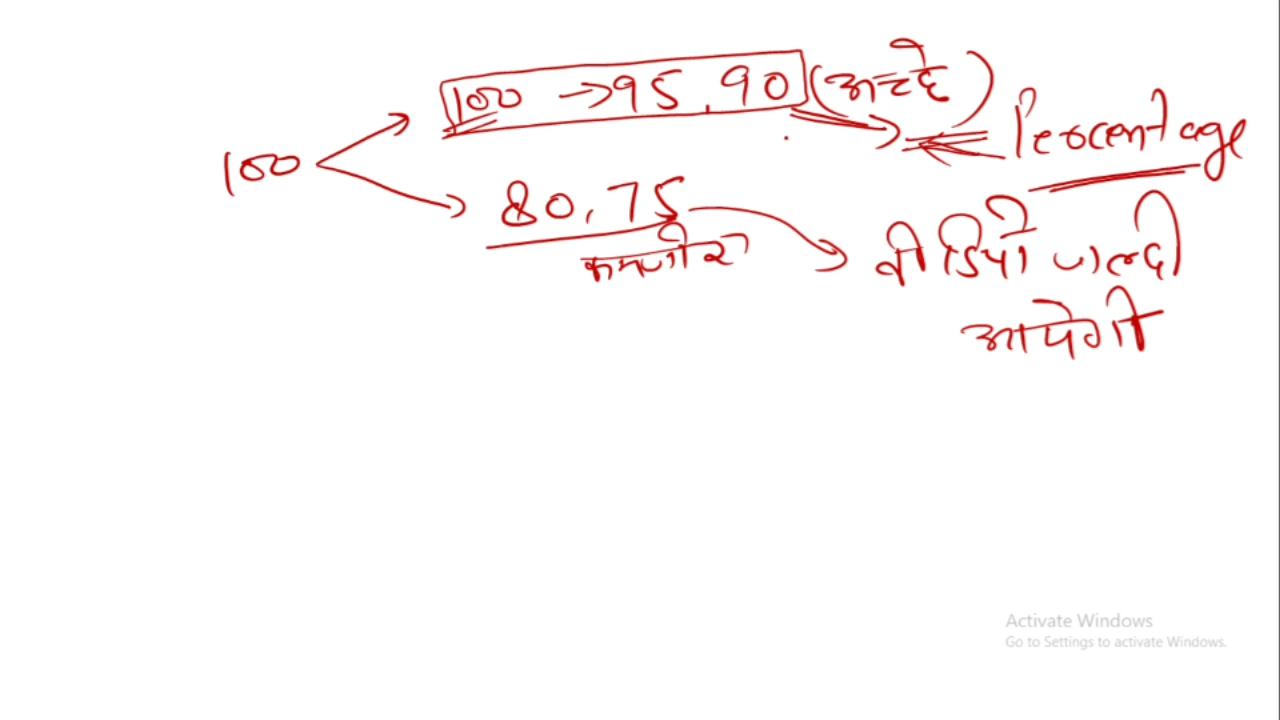 100 → 95, 90 (अच्छे)
Percentage
100
80, 75
कमजोर
वीडियो जल्दी
आयेगी
Activate Windows
Go to Settings to activate Windows.